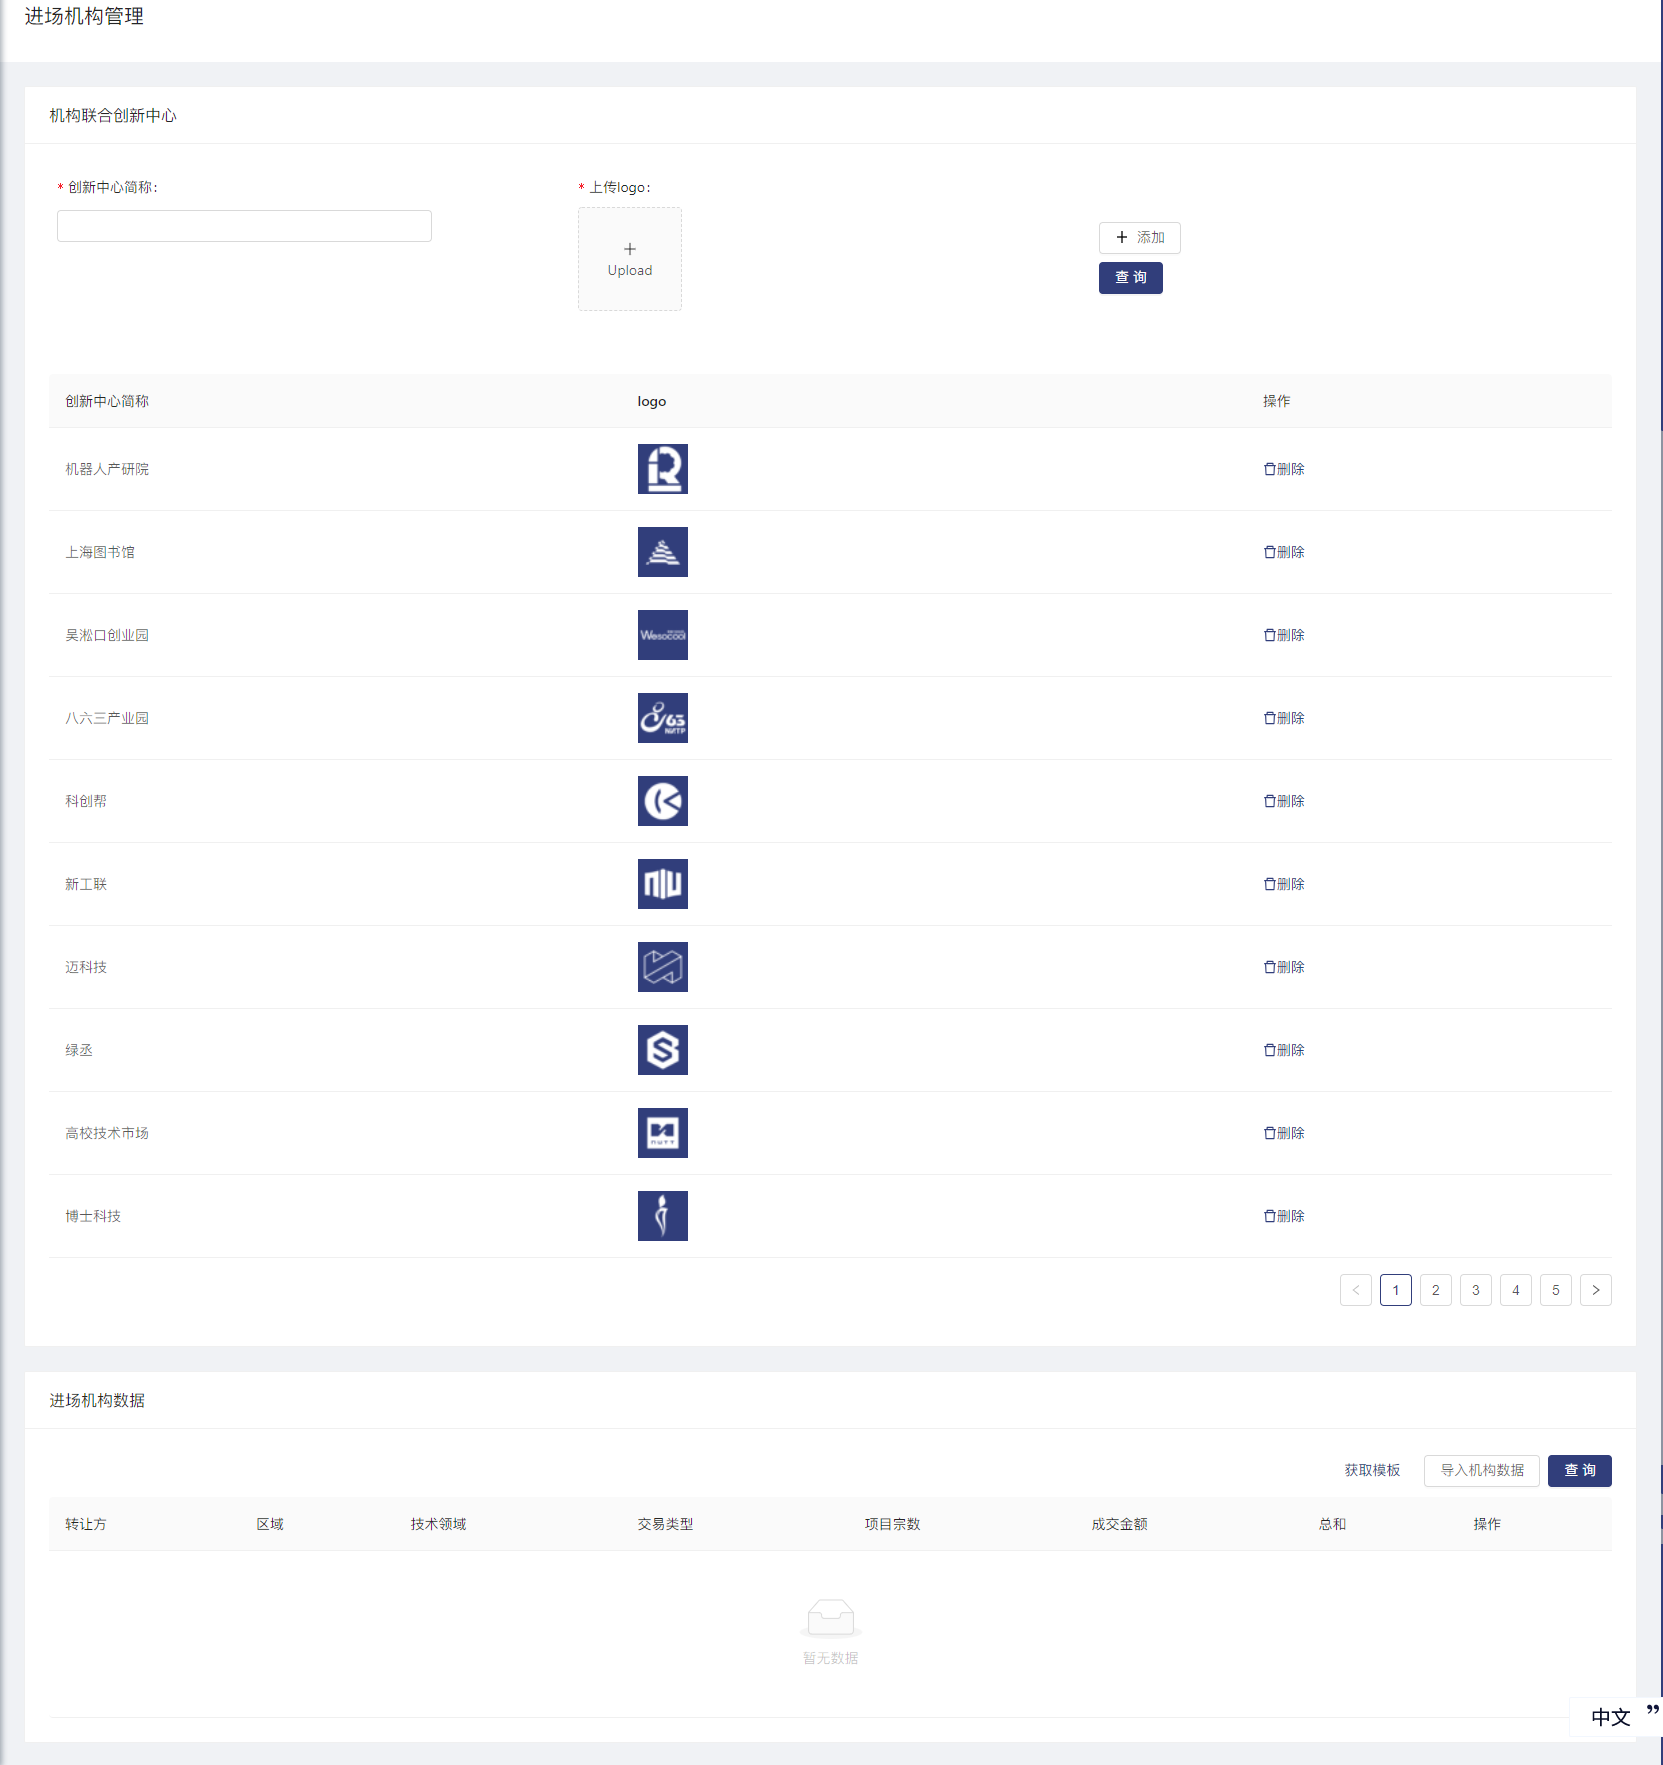 进场机构管理
机构联合创新中心
* 创新中心简称:
* 上传logo:
+
Upload
+ 添加
查 询
创新中心简称 logo 操作
机器人产研院 删除
上海图书馆 删除
吴淞口创业园 Wesocool 删除
八六三产业园 863 删除
科创帮 删除
新工联 删除
迈科技 删除
绿丞 删除
高校技术市场 NUTT 删除
博士科技 删除
< 1 2 3 4 5 >
进场机构数据
获取模板 导入机构数据 查 询
转让方 区域 技术领域 交易类型 项目宗数 成交金额 总和 操作
暂无数据
中文 ”